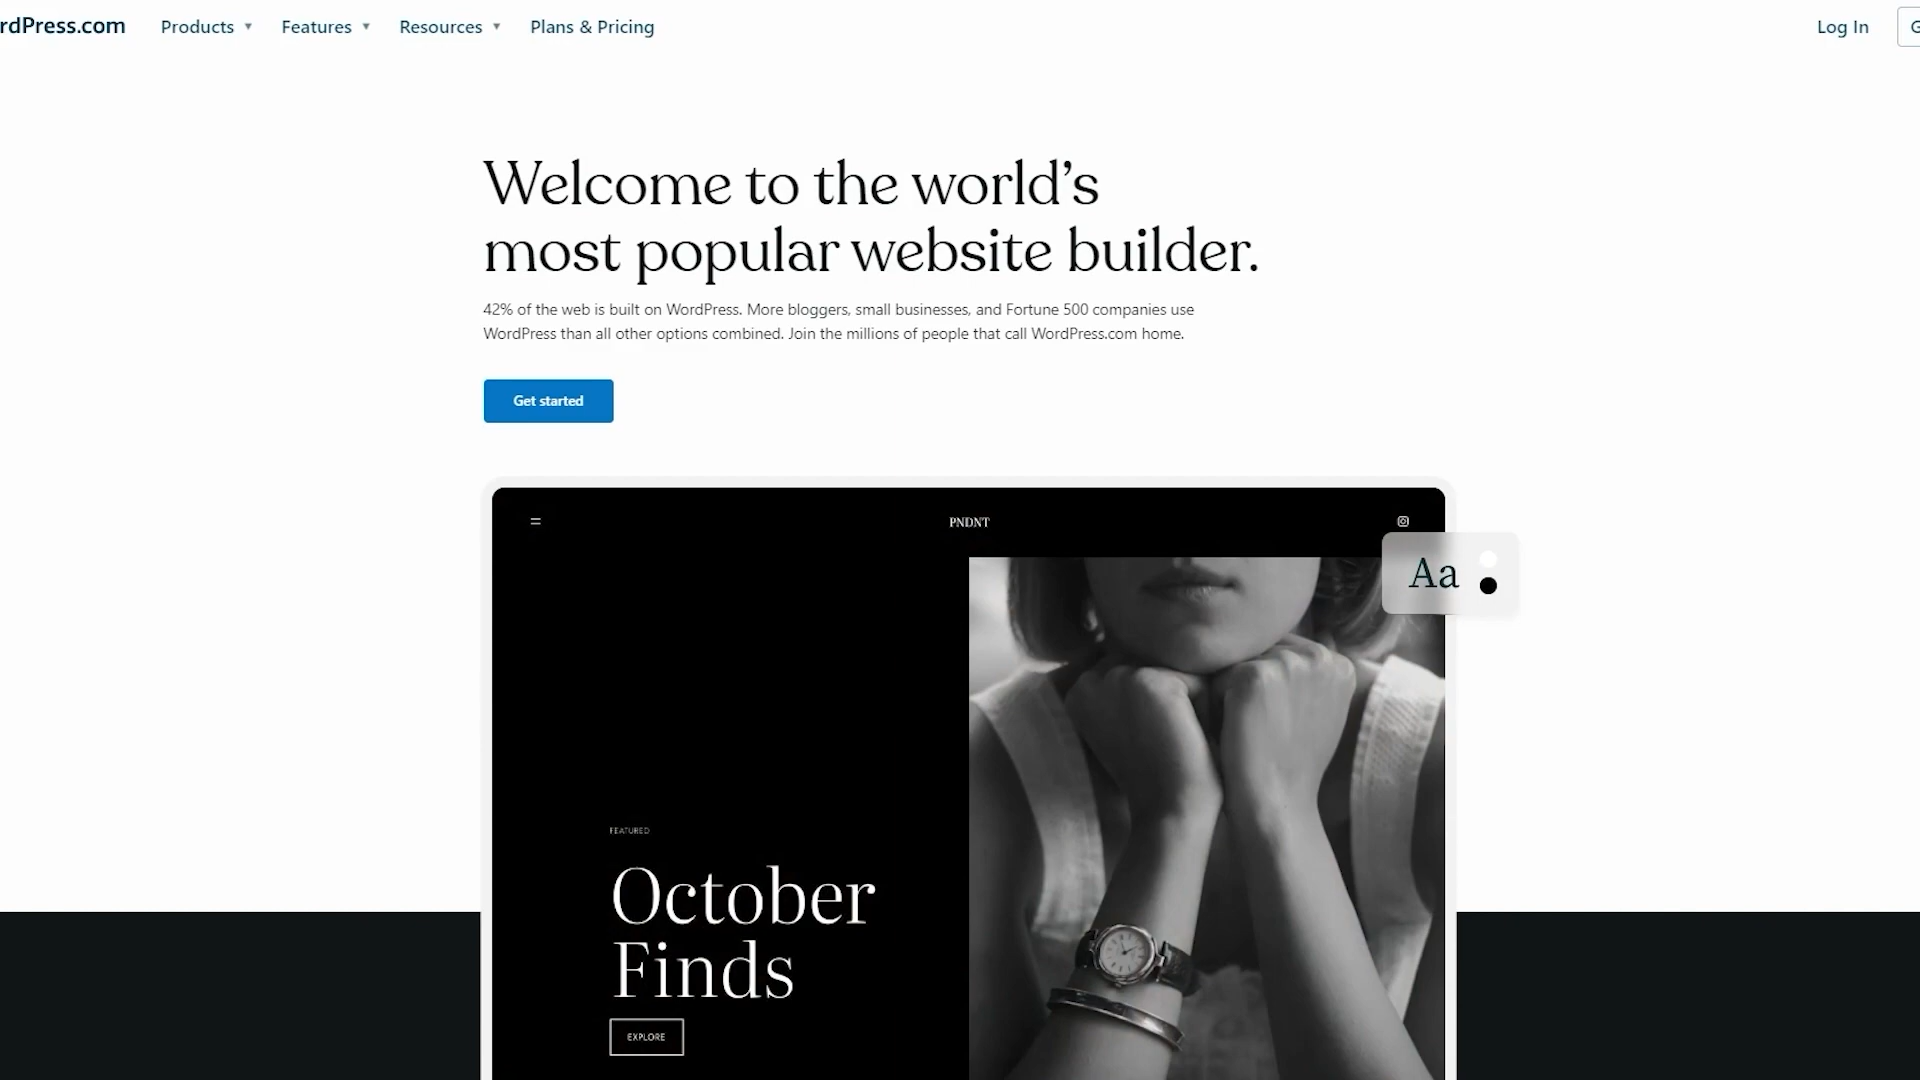 rdPress.com Products Features Resources Plans & Pricing Log In G
Welcome to the world's
most popular website builder.
42% of the web is built on WordPress. More bloggers, small businesses, and Fortune 500 companies use
WordPress than all other options combined. Join the millions of people that call WordPress.com home.
Get started
PNDNT
Aa
FEATURED
October
Finds
EXPLORE